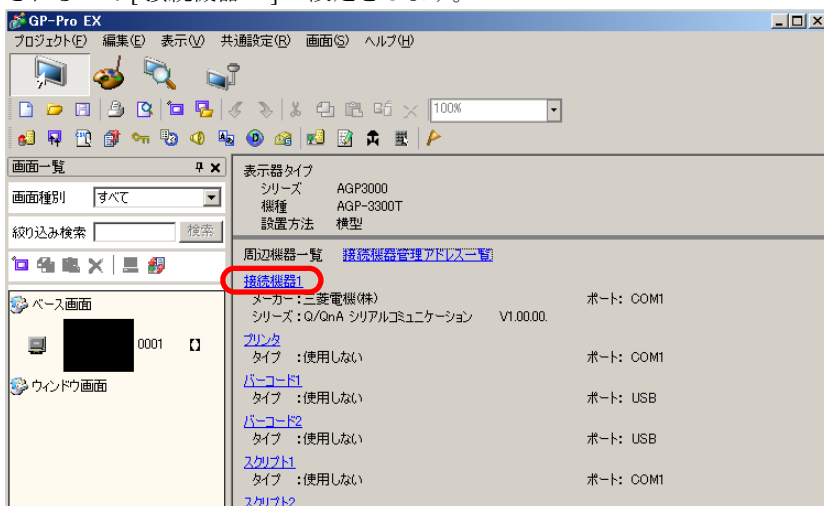 GP-Pro EX
プロジェクト(F) 編集(E) 表示(V) 共通設定(R) 画面(S) ヘルプ(H)
100%
画面一覧
画面種別 すべて
絞り込み検索 検索
ベース画面
0001
ウィンドウ画面
表示器タイプ
シリーズ AGP3000
機種 AGP-3300T
設置方法 横型
周辺機器一覧 接続機器管理アドレス一覧
接続機器1
メーカー:三菱電機(株) ポート: COM1
シリーズ:Q/QnA シリアルコミュニケーション V1.00.00.
プリンタ
タイプ :使用しない ポート: COM1
バーコード1
タイプ :使用しない ポート: USB
バーコード2
タイプ :使用しない ポート: USB
スクリプト1
タイプ :使用しない ポート: COM1
スクリプト2